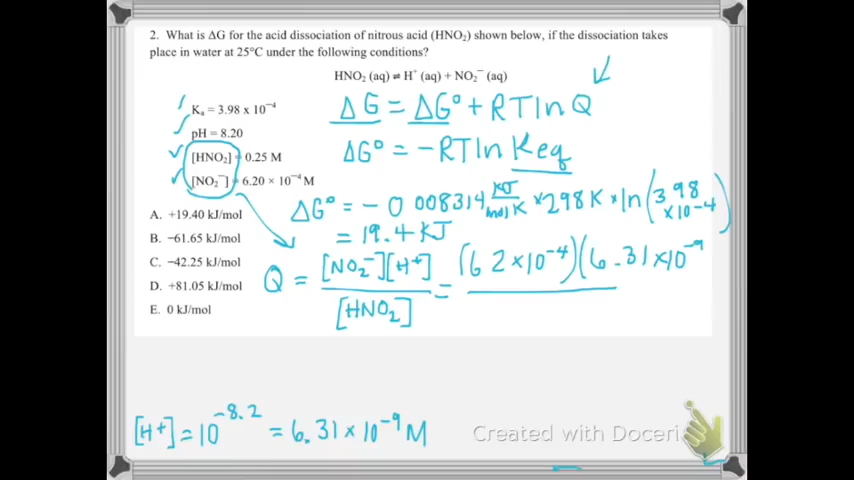 2. What is ΔG for the acid dissociation of nitrous acid (HNO₂) shown below, if the dissociation takes
place in water at 25°C under the following conditions?
HNO₂ (aq) ⇌ H⁺ (aq) + NO₂⁻ (aq)
Kₐ = 3.98 x 10⁻⁴
ΔG = ΔG° + RTlnQ
pH = 8.20
ΔG° = −RTln Keq
[HNO₂] = 0.25 M
[NO₂⁻] = 6.20 × 10⁻⁴ M
ΔG° = − 0 008314 KJ/mol K × 298K × ln(3.98 × 10⁻⁴)
= 19.4 KJ
A. +19.40 kJ/mol
B. −61.65 kJ/mol
C. −42.25 kJ/mol
D. +81.05 kJ/mol
E. 0 kJ/mol
Q = [NO₂⁻][H⁺] / [HNO₂] = (6 2 × 10⁻⁴)(6.31 × 10⁻⁹
[H+] = 10⁻⁸·² = 6.31 × 10⁻⁹ M
Created with Doceri